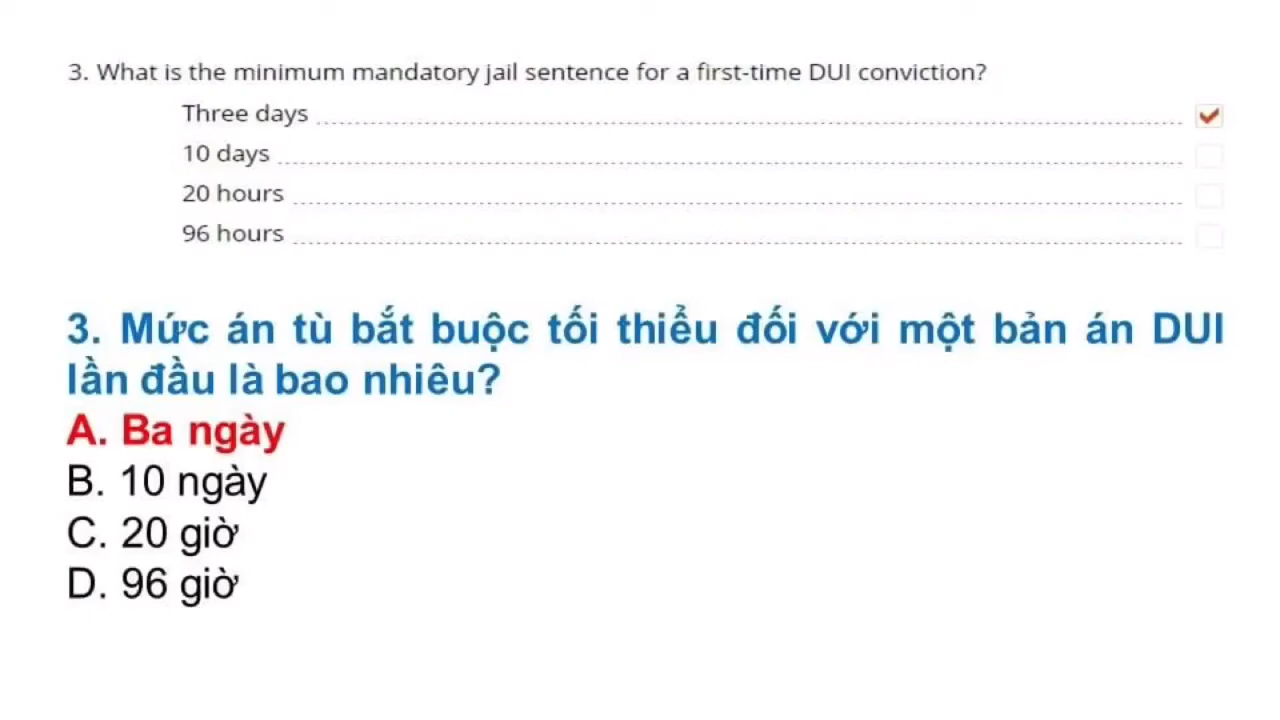 3. What is the minimum mandatory jail sentence for a first-time DUI conviction?
Three days
10 days
20 hours
96 hours
3. Mức án tù bắt buộc tối thiểu đối với một bản án DUI
lần đầu là bao nhiêu?
A. Ba ngày
B. 10 ngày
C. 20 giờ
D. 96 giờ